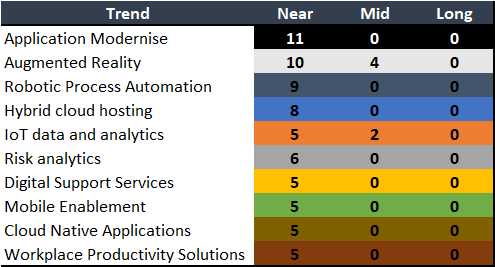 Trend Near Mid Long
Application Modernise 11 0 0
Augmented Reality 10 4 0
Robotic Process Automation 9 0 0
Hybrid cloud hosting 8 0 0
IoT data and analytics 5 2 0
Risk analytics 6 0 0
Digital Support Services 5 0 0
Mobile Enablement 5 0 0
Cloud Native Applications 5 0 0
Workplace Productivity Solutions 5 0 0